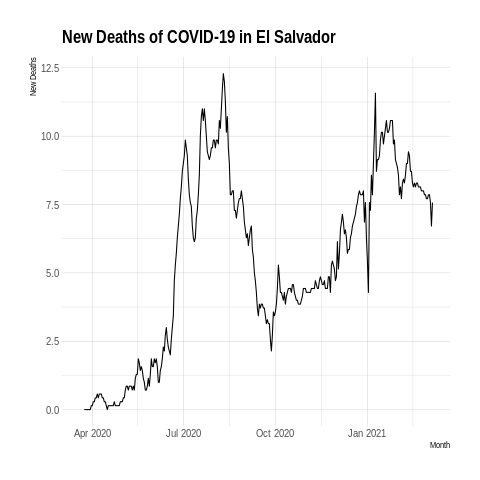 New Deaths of COVID-19 in El Salvador
New Deaths
12.5
10.0
7.5
5.0
2.5
0.0
Apr 2020 Jul 2020 Oct 2020 Jan 2021
Month